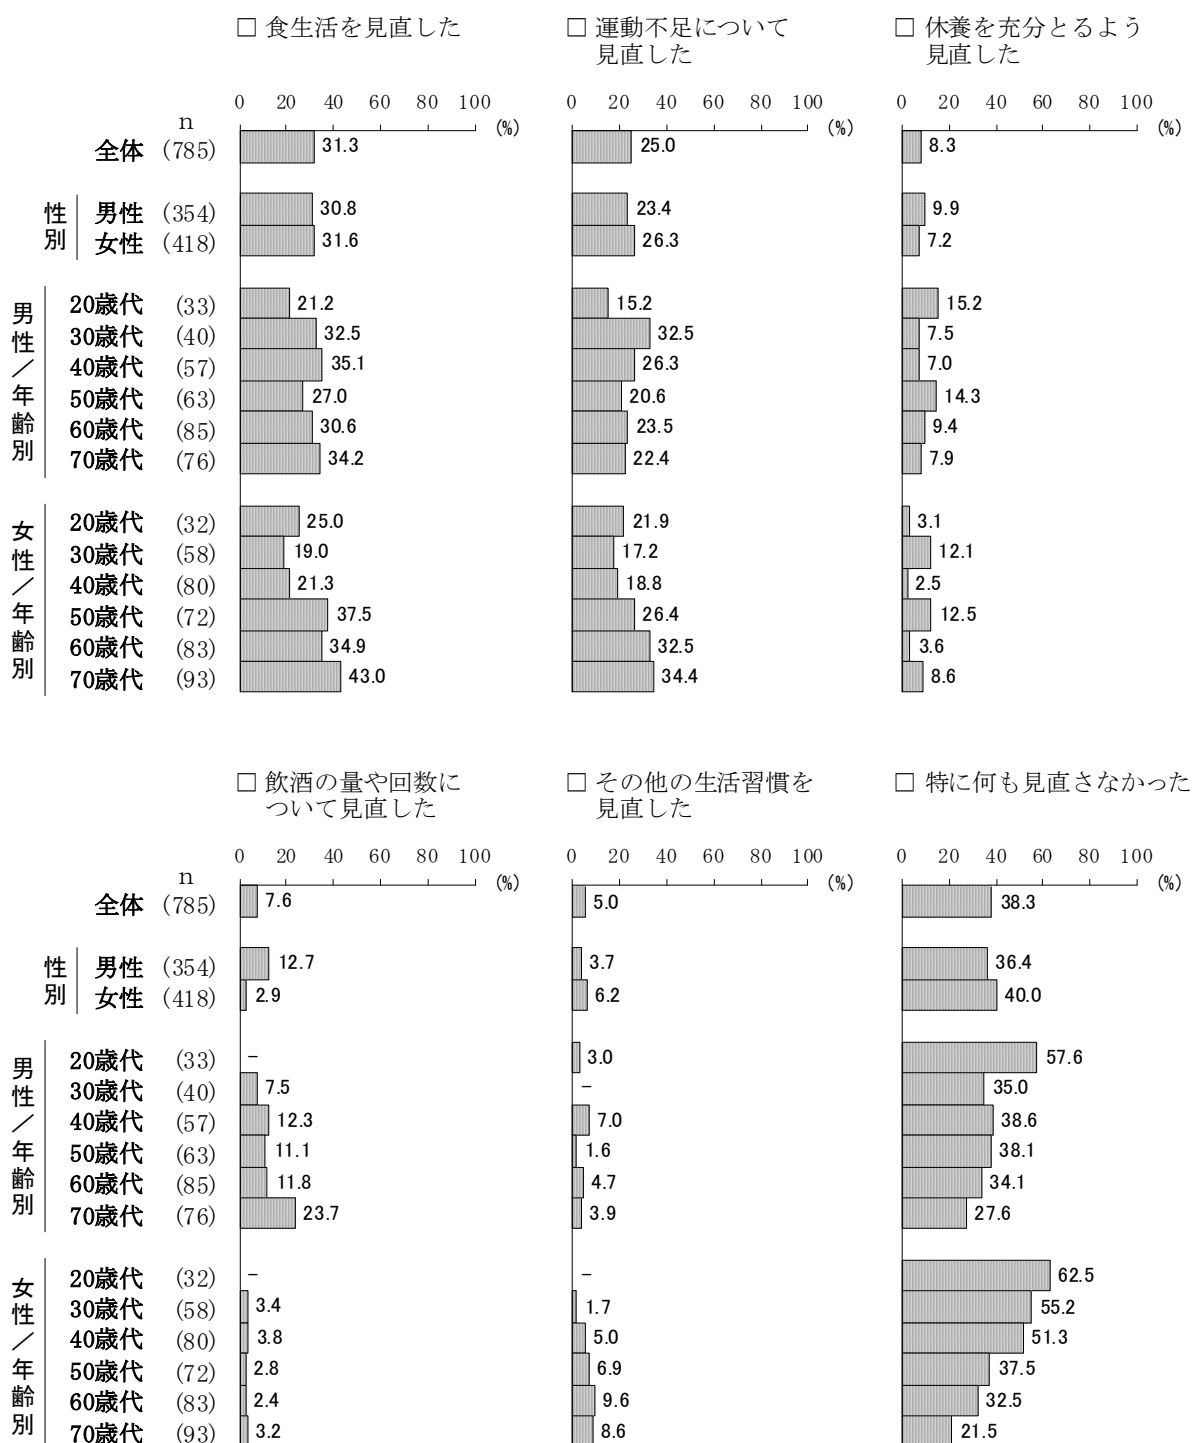 □ 食生活を見直した
□ 運動不足について
見直した
□ 休養を充分とるよう
見直した
0 20 40 60 80 100
(%)
0 20 40 60 80 100
(%)
0 20 40 60 80 100
(%)
n
全体 (785) 31.3 25.0 8.3
性別
男性 (354) 30.8 23.4 9.9
女性 (418) 31.6 26.3 7.2
男性／年齢別
20歳代 (33) 21.2 15.2 15.2
30歳代 (40) 32.5 32.5 7.5
40歳代 (57) 35.1 26.3 7.0
50歳代 (63) 27.0 20.6 14.3
60歳代 (85) 30.6 23.5 9.4
70歳代 (76) 34.2 22.4 7.9
女性／年齢別
20歳代 (32) 25.0 21.9 3.1
30歳代 (58) 19.0 17.2 12.1
40歳代 (80) 21.3 18.8 2.5
50歳代 (72) 37.5 26.4 12.5
60歳代 (83) 34.9 32.5 3.6
70歳代 (93) 43.0 34.4 8.6
□ 飲酒の量や回数に
ついて見直した
□ その他の生活習慣を
見直した
□ 特に何も見直さなかった
0 20 40 60 80 100
(%)
0 20 40 60 80 100
(%)
0 20 40 60 80 100
(%)
n
全体 (785) 7.6 5.0 38.3
性別
男性 (354) 12.7 3.7 36.4
女性 (418) 2.9 6.2 40.0
男性／年齢別
20歳代 (33) － 3.0 57.6
30歳代 (40) 7.5 － 35.0
40歳代 (57) 12.3 7.0 38.6
50歳代 (63) 11.1 1.6 38.1
60歳代 (85) 11.8 4.7 34.1
70歳代 (76) 23.7 3.9 27.6
女性／年齢別
20歳代 (32) － － 62.5
30歳代 (58) 3.4 1.7 55.2
40歳代 (80) 3.8 5.0 51.3
50歳代 (72) 2.8 6.9 37.5
60歳代 (83) 2.4 9.6 32.5
70歳代 (93) 3.2 8.6 21.5